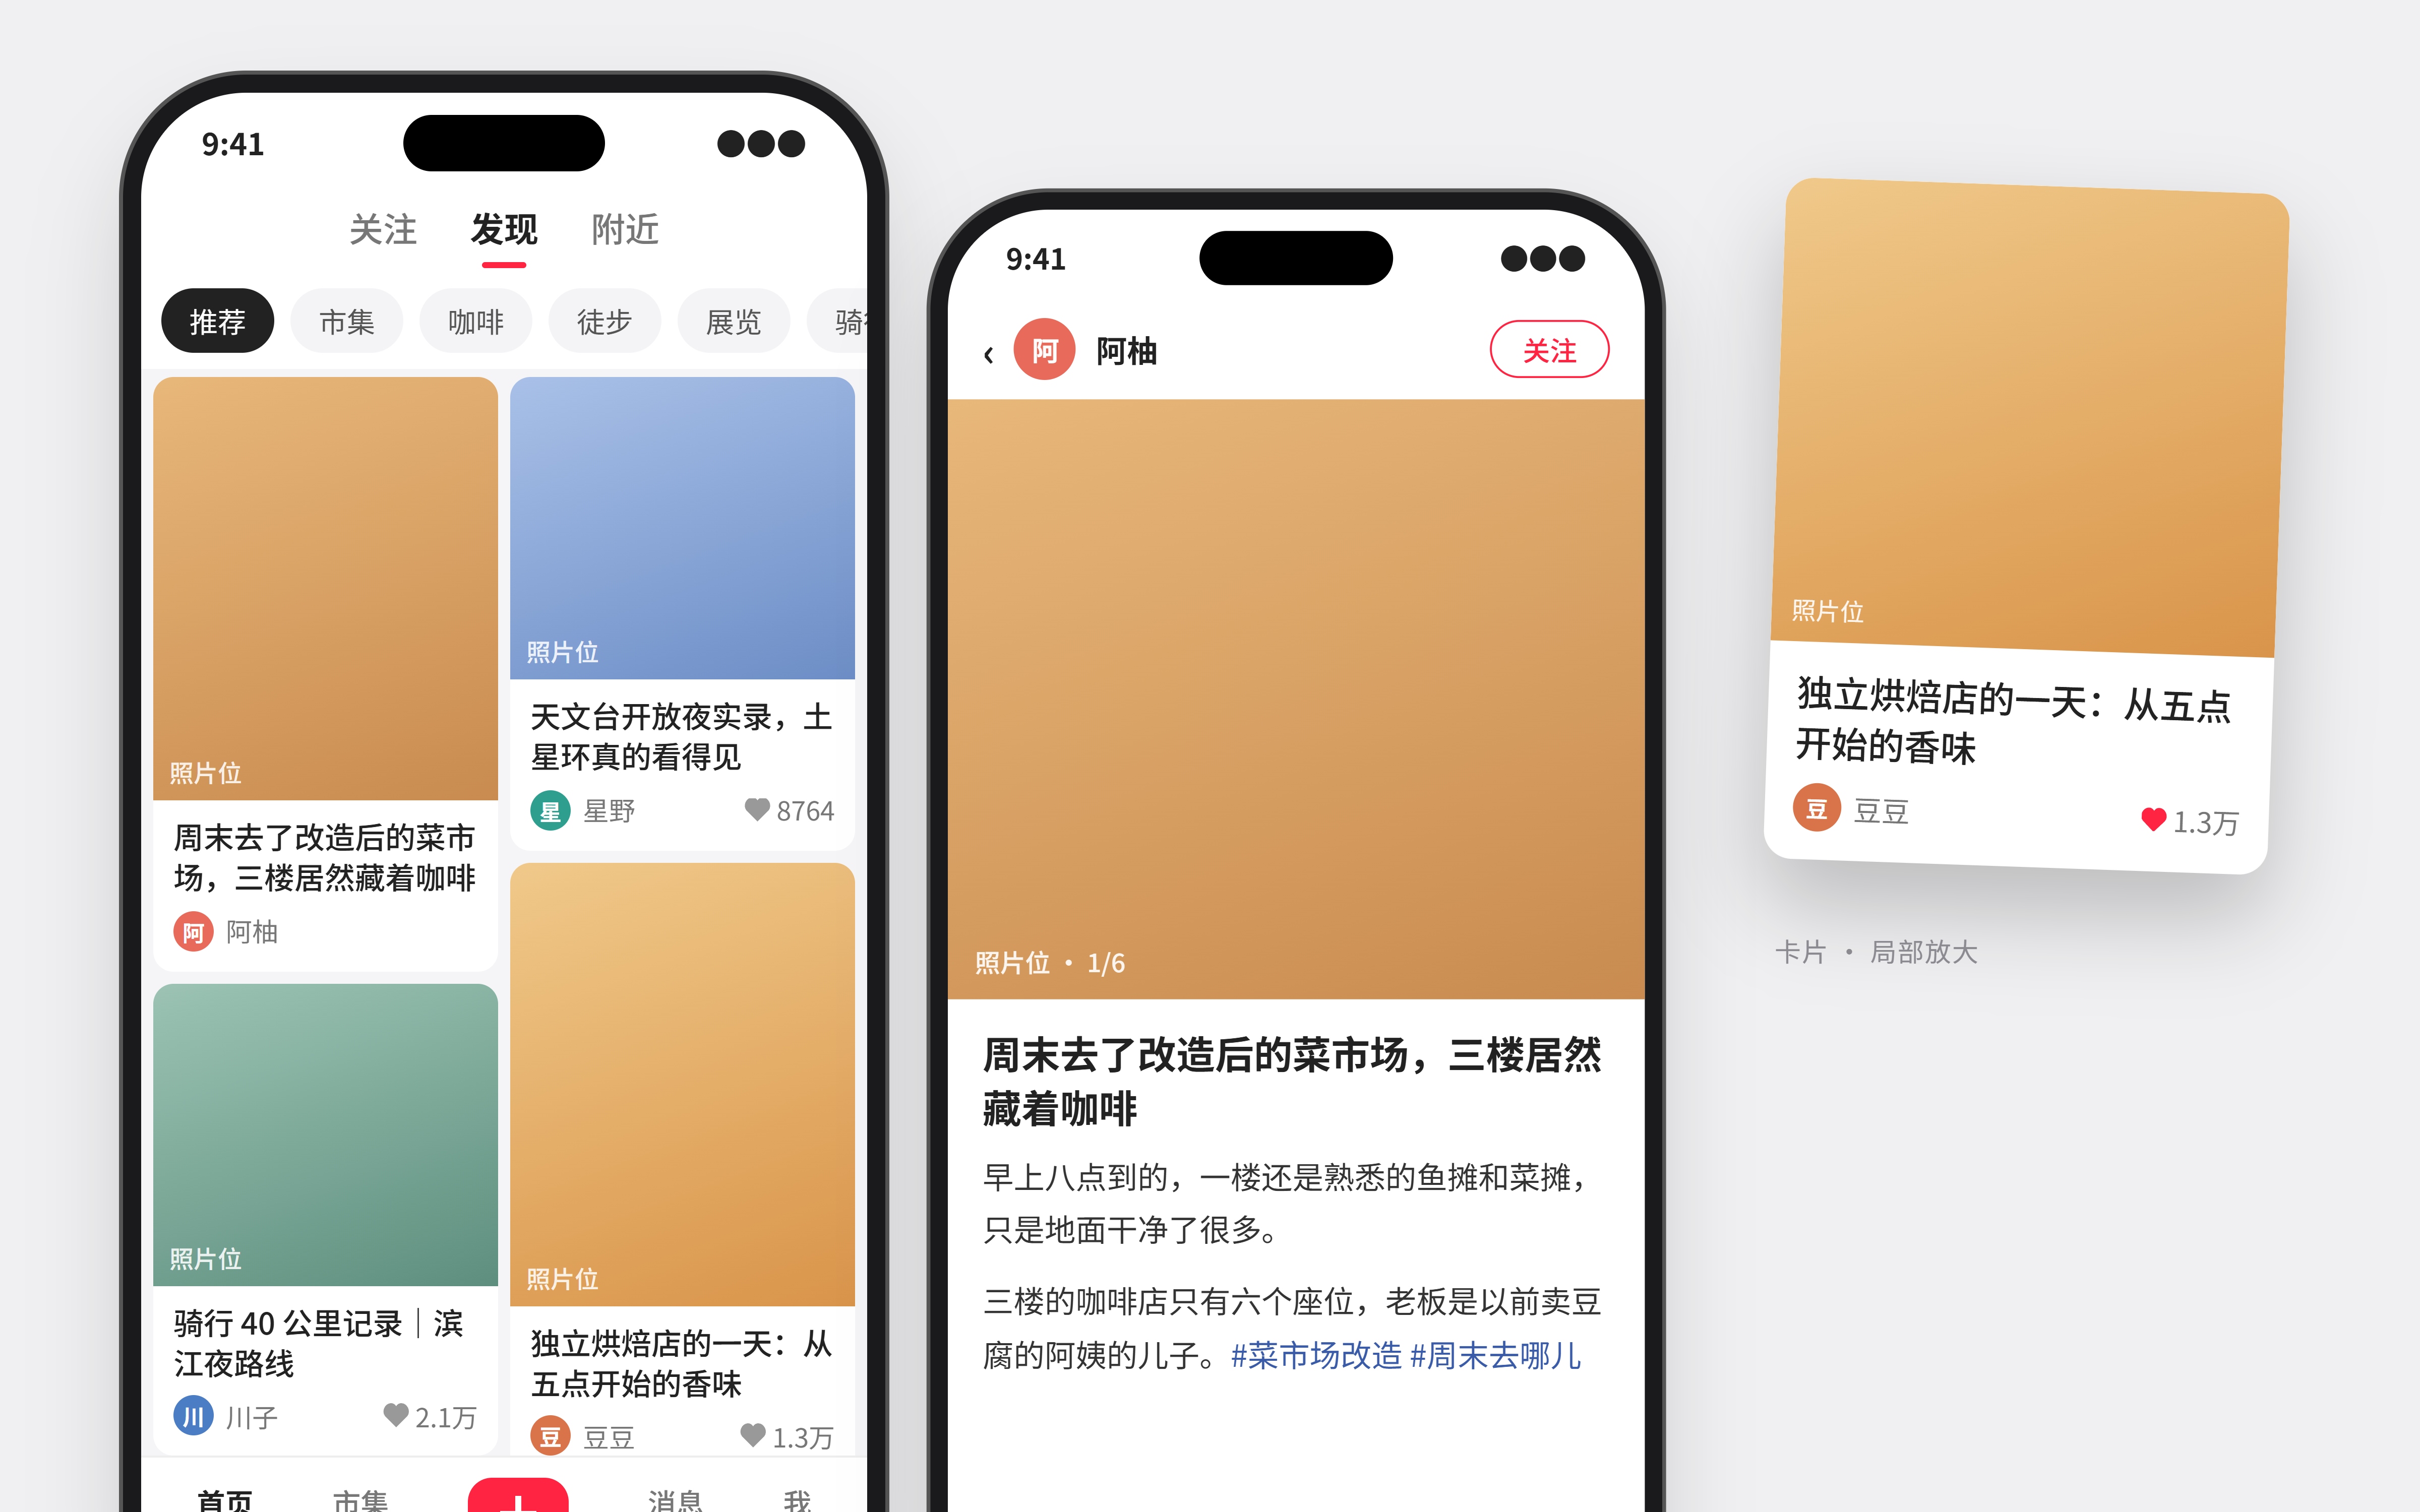 9:41
关注 发现 附近
推荐 市集 咖啡 徒步 展览 骑行
照片位
周末去了改造后的菜市
场，三楼居然藏着咖啡
阿 阿柚
照片位
骑行 40 公里记录｜滨
江夜路线
川 川子 2.1万
照片位
天文台开放夜实录，土
星环真的看得见
星 星野 8764
照片位
独立烘焙店的一天：从
五点开始的香味
豆 豆豆 1.3万
首页 市集 + 消息 我
9:41
‹ 阿 阿柚 关注
照片位 · 1/6
周末去了改造后的菜市场，三楼居然
藏着咖啡
早上八点到的，一楼还是熟悉的鱼摊和菜摊，
只是地面干净了很多。
三楼的咖啡店只有六个座位，老板是以前卖豆
腐的阿姨的儿子。#菜市场改造 #周末去哪儿
照片位
独立烘焙店的一天：从五点
开始的香味
豆 豆豆 1.3万
卡片 · 局部放大